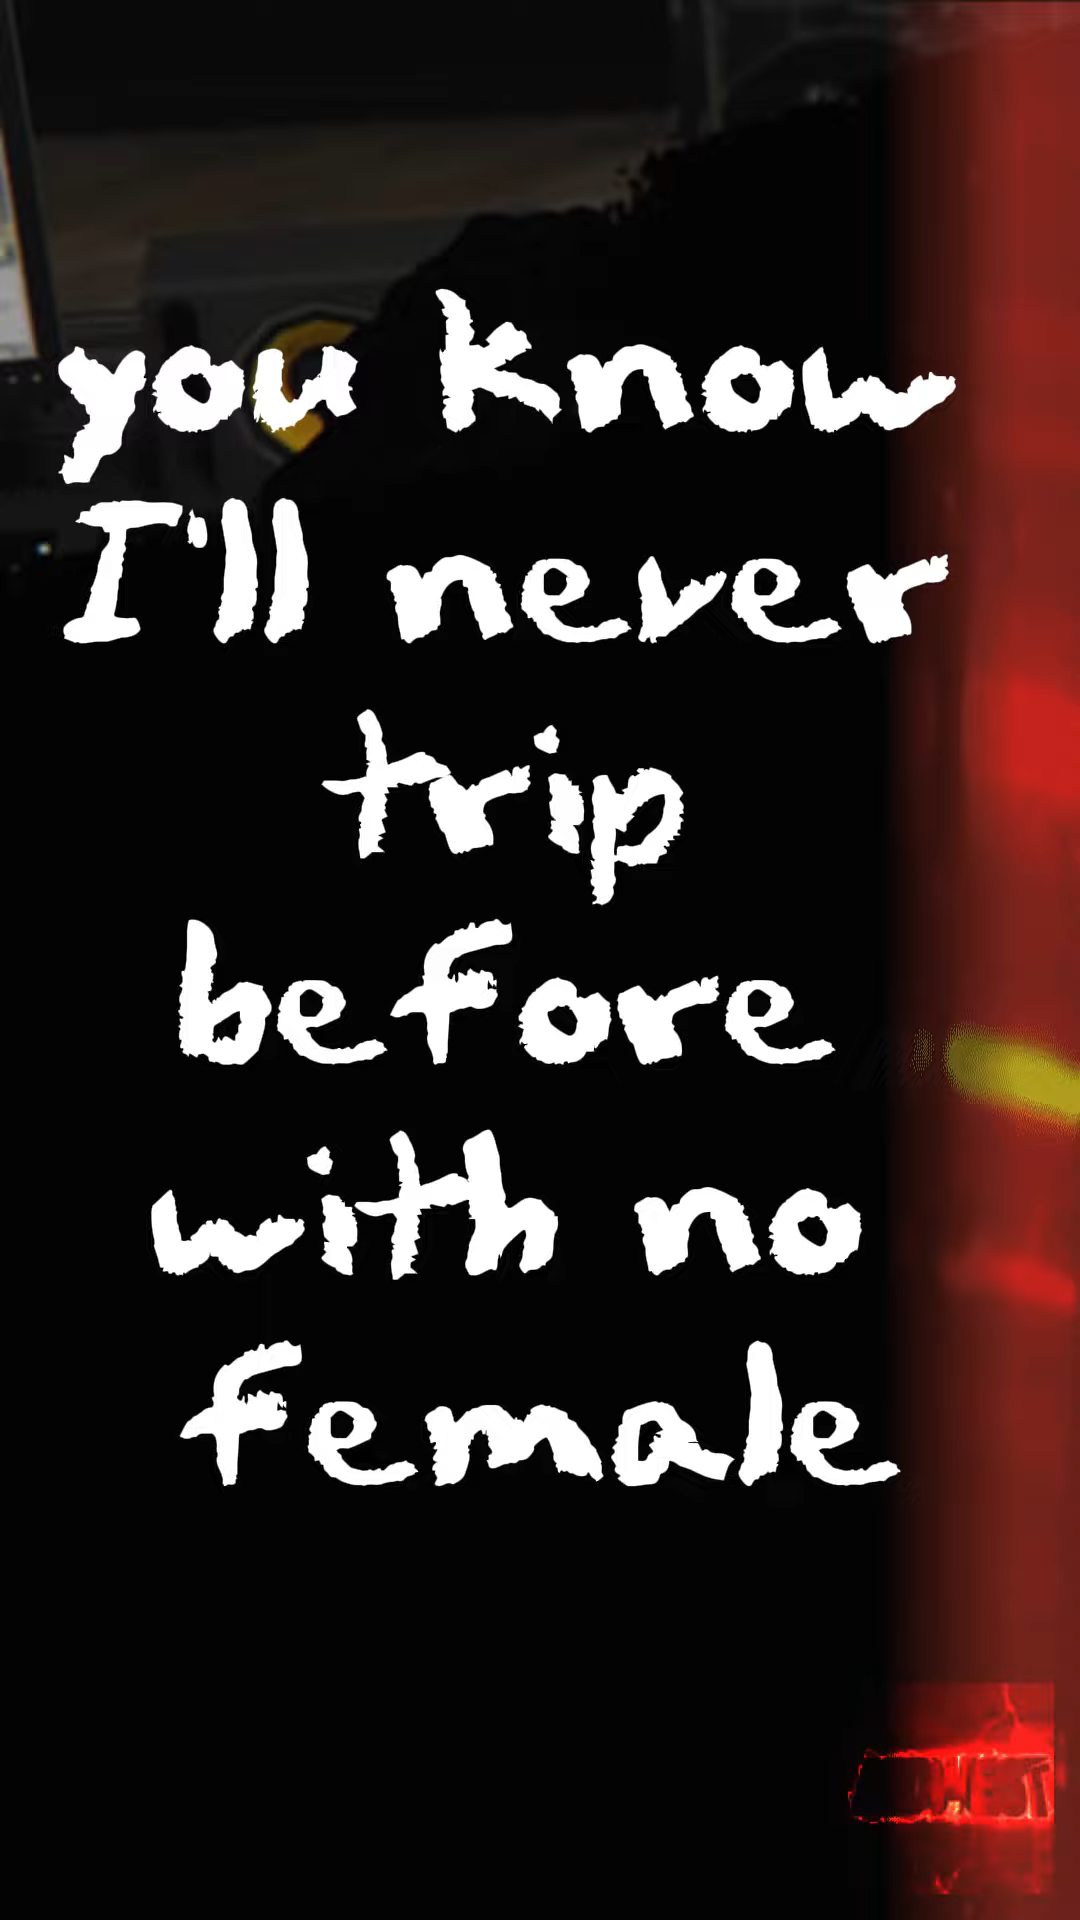 you know
I'll never
trip
before
with no
female